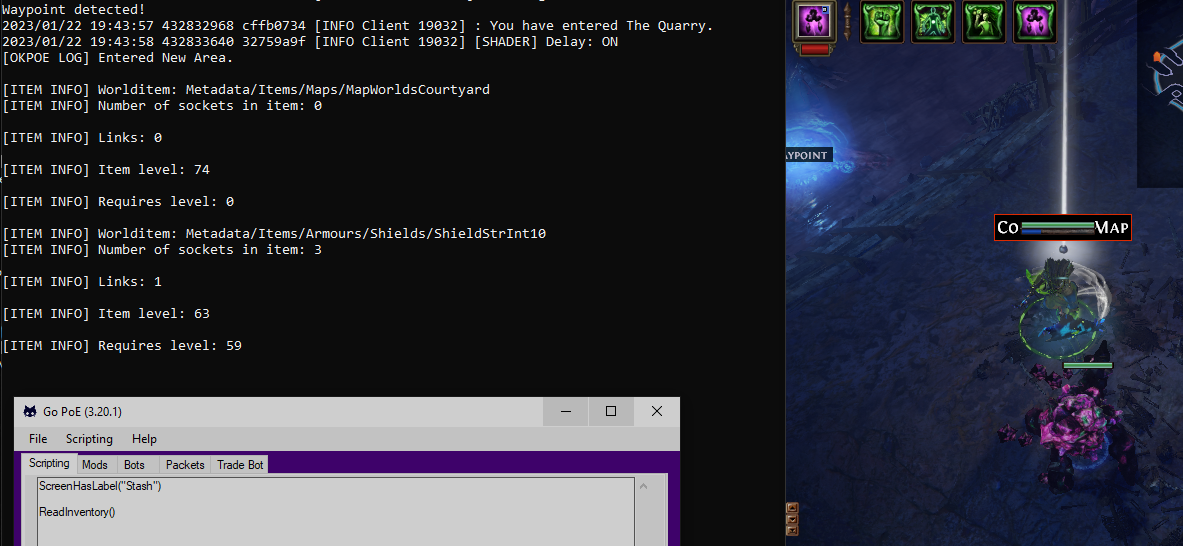 Waypoint detected!
2023/01/22 19:43:57 432832968 cffb0734 [INFO Client 19032] : You have entered The Quarry.
2023/01/22 19:43:58 432833640 32759a9f [INFO Client 19032] [SHADER] Delay: ON
[OKPOE LOG] Entered New Area.
[ITEM INFO] Worlditem: Metadata/Items/Maps/MapWorldsCourtyard
[ITEM INFO] Number of sockets in item: 0
[ITEM INFO] Links: 0
[ITEM INFO] Item level: 74
[ITEM INFO] Requires level: 0
[ITEM INFO] Worlditem: Metadata/Items/Armours/Shields/ShieldStrInt10
[ITEM INFO] Number of sockets in item: 3
[ITEM INFO] Links: 1
[ITEM INFO] Item level: 63
[ITEM INFO] Requires level: 59
Go PoE (3.20.1)
File Scripting Help
Scripting Mods Bots Packets Trade Bot
ScreenHasLabel("Stash")
ReadInventory()
AYPOINT
Co Map